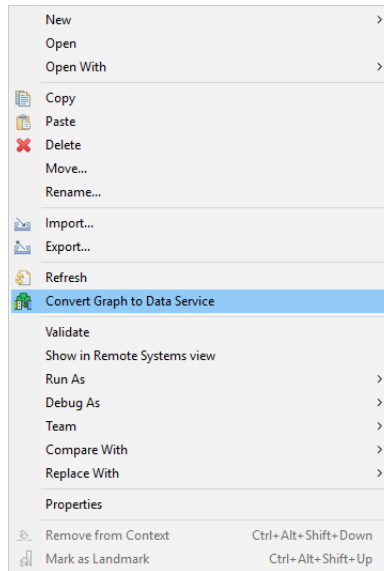 New
Open
Open With
Copy
Paste
Delete
Move...
Rename...
Import...
Export...
Refresh
Convert Graph to Data Service
Validate
Show in Remote Systems view
Run As
Debug As
Team
Compare With
Replace With
Properties
Remove from Context Ctrl+Alt+Shift+Down
Mark as Landmark Ctrl+Alt+Shift+Up